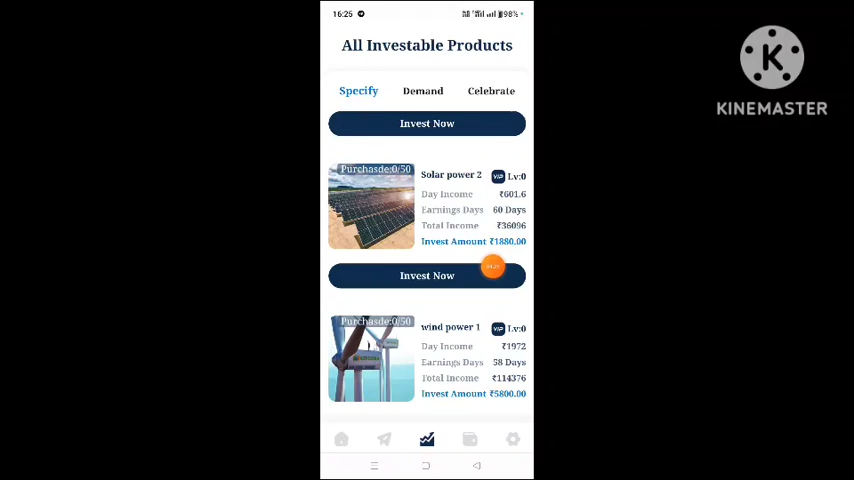 16:25
98%
All Investable Products
Specify Demand Celebrate
Invest Now
Purchasde:0/50
Solar power 2 VIP Lv:0
Day Income ₹601.6
Earnings Days 60 Days
Total Income ₹36096
Invest Amount ₹1880.00
Invest Now
Purchasde:0/50
wind power 1 VIP Lv:0
Day Income ₹1972
Earnings Days 58 Days
Total Income ₹114376
Invest Amount ₹5800.00
K
KINEMASTER